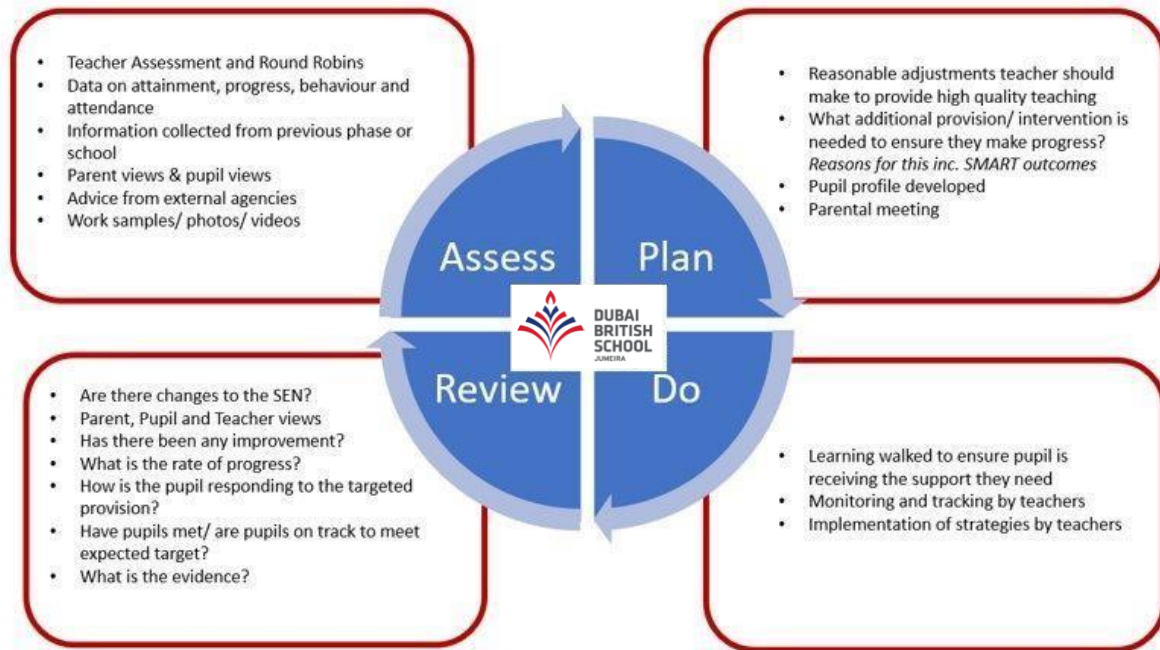 • Teacher Assessment and Round Robins
• Data on attainment, progress, behaviour and
attendance
• Information collected from previous phase or
school
• Parent views & pupil views
• Advice from external agencies
• Work samples/ photos/ videos
• Reasonable adjustments teacher should
make to provide high quality teaching
• What additional provision/ intervention is
needed to ensure they make progress?
Reasons for this inc. SMART outcomes
• Pupil profile developed
• Parental meeting
Assess
Plan
DUBAI
BRITISH
SCHOOL
JUMEIRA
Review
Do
• Are there changes to the SEN?
• Parent, Pupil and Teacher views
• Has there been any improvement?
• What is the rate of progress?
• How is the pupil responding to the targeted
provision?
• Have pupils met/ are pupils on track to meet
expected target?
• What is the evidence?
• Learning walked to ensure pupil is
receiving the support they need
• Monitoring and tracking by teachers
• Implementation of strategies by teachers